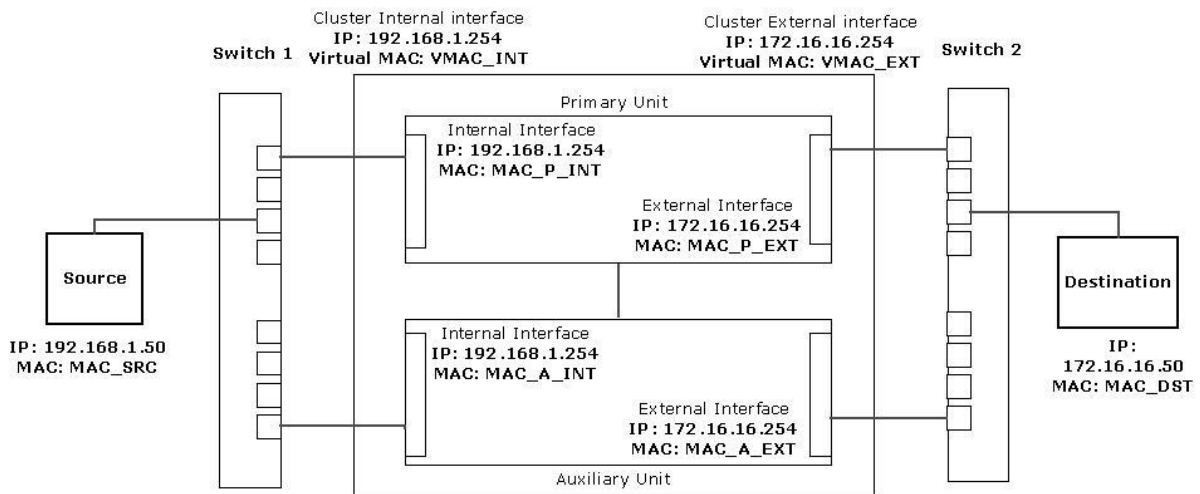 Cluster Internal interface
IP: 192.168.1.254
Virtual MAC: VMAC_INT
Cluster External interface
IP: 172.16.16.254
Virtual MAC: VMAC_EXT
Switch 1
Switch 2
Primary Unit
Internal Interface
IP: 192.168.1.254
MAC: MAC_P_INT
External Interface
IP: 172.16.16.254
MAC: MAC_P_EXT
Source
IP: 192.168.1.50
MAC: MAC_SRC
Destination
IP:
172.16.16.50
MAC: MAC_DST
Internal Interface
IP: 192.168.1.254
MAC: MAC_A_INT
External Interface
IP: 172.16.16.254
MAC: MAC_A_EXT
Auxiliary Unit